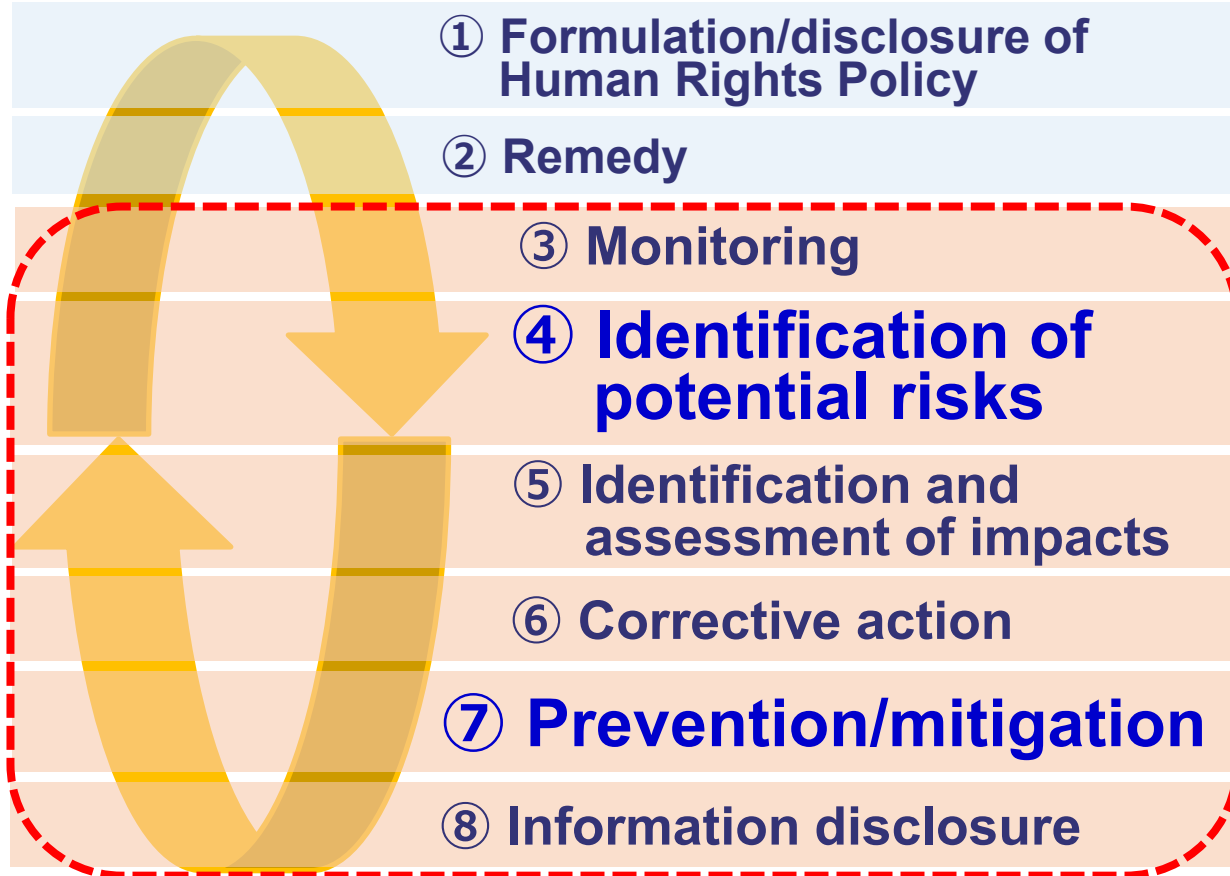 ① Formulation/disclosure of
Human Rights Policy
② Remedy
③ Monitoring
④ Identification of
potential risks
⑤ Identification and
assessment of impacts
⑥ Corrective action
⑦ Prevention/mitigation
⑧ Information disclosure